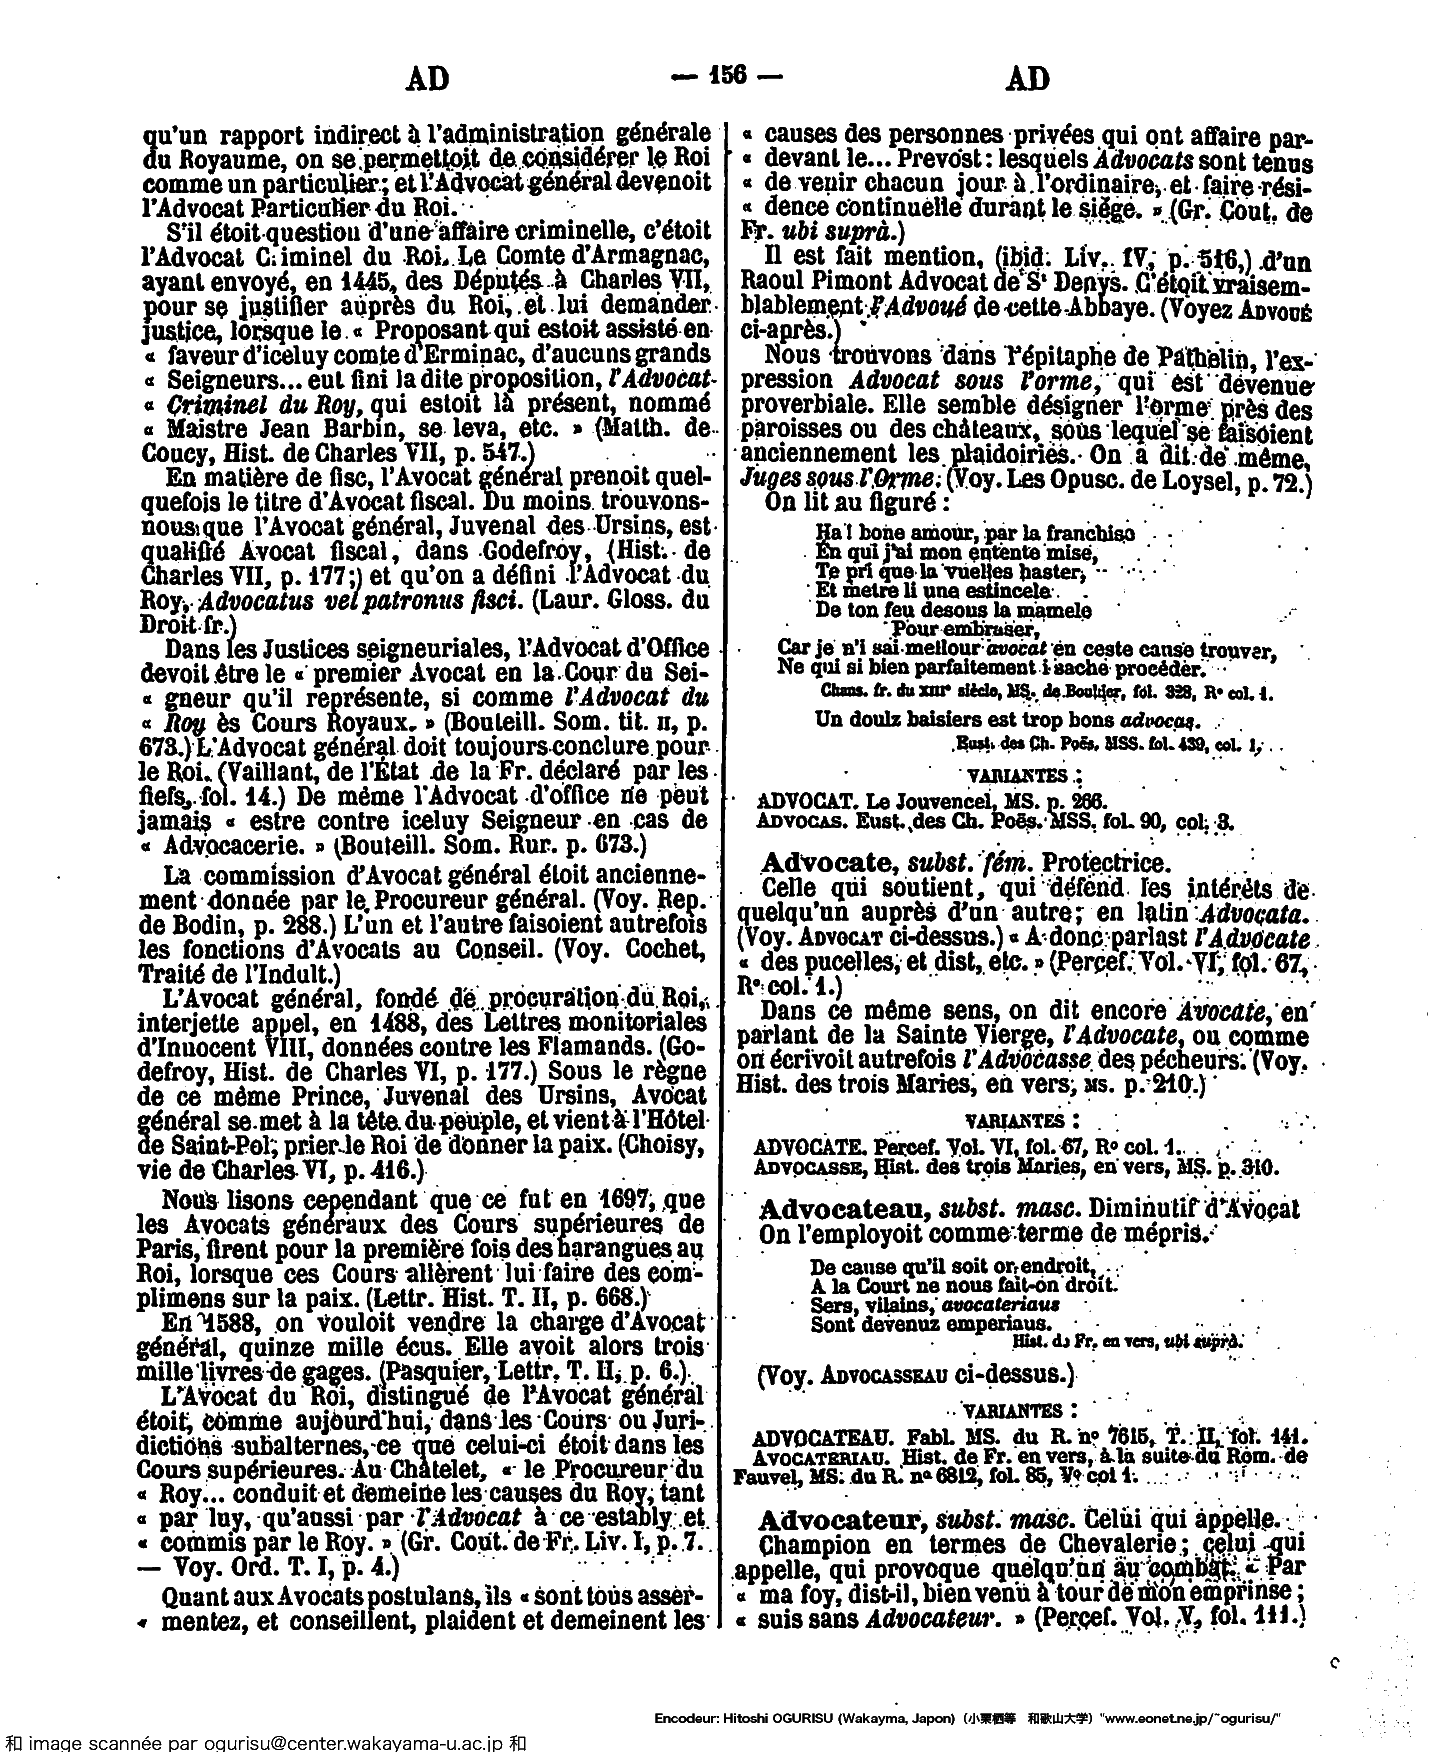 AD — 156 — AD
qu'un rapport indirect à l'administration générale
du Royaume, on se permettoit de considérer le Roi
comme un particulier; et l'Advocat général devenoit
l'Advocat Particulier du Roi.
S'il étoit question d'une affaire criminelle, c'étoit
l'Advocat Criminel du Roi. Le Comte d'Armagnac,
ayant envoyé, en 1445, des Députés à Charles VII,
pour se justifier auprès du Roi, et lui demander
justice, lorsque le « Proposant qui estoit assisté en
« faveur d'iceluy comte d'Erminac, d'aucuns grands
« Seigneurs... eut fini la dite proposition, l'Advocat
« Criminel du Roy, qui estoit là présent, nommé
« Maistre Jean Barbin, se leva, etc. » (Matth. de
Coucy, Hist. de Charles VII, p. 547.)
En matière de fisc, l'Avocat général prenoit quel-
quefois le titre d'Avocat fiscal. Du moins trouvons-
nous que l'Avocat général, Juvenal des Ursins, est
qualifié Avocat fiscal, dans Godefroy, (Hist. de
Charles VII, p. 177;) et qu'on a défini l'Advocat du
Roy, Advocatus vel patronus fisci. (Laur. Gloss. du
Droit fr.)
Dans les Justices seigneuriales, l'Advocat d'Office
devoit être le « premier Avocat en la Cour du Sei-
« gneur qu'il représente, si comme l'Advocat du
« Roy ès Cours Royaux. » (Bouteill. Som. tit. II, p.
673.) L'Advocat général doit toujours conclure pour
le Roi. (Vaillant, de l'État de la Fr. déclaré par les
fiefs, fol. 14.) De même l'Advocat d'office ne peut
jamais « estre contre iceluy Seigneur en cas de
« Advocacerie. » (Bouteill. Som. Rur. p. 673.)
La commission d'Avocat général étoit ancienne-
ment donnée par le Procureur général. (Voy. Rep.
de Bodin, p. 288.) L'un et l'autre faisoient autrefois
les fonctions d'Avocats au Conseil. (Voy. Cochet,
Traité de l'Indult.)
L'Avocat général, fondé de procuration du Roi,
interjette appel, en 1488, des Lettres monitoriales
d'Innocent VIII, données contre les Flamands. (Go-
defroy, Hist. de Charles VI, p. 177.) Sous le règne
de ce même Prince, Juvenal des Ursins, Avocat
général se met à la tête du peuple, et vient à l'Hôtel
de Saint-Pol, prier le Roi de donner la paix. (Choisy,
vie de Charles VI, p. 416.)
Nous lisons cependant que ce fut en 1697, que
les Avocats généraux des Cours supérieures de
Paris, firent pour la première fois des harangues au
Roi, lorsque ces Cours allèrent lui faire des com-
plimens sur la paix. (Lettr. Hist. T. II, p. 668.)
En 1588, on vouloit vendre la charge d'Avocat
général, quinze mille écus. Elle avoit alors trois
mille livres de gages. (Pasquier, Lettr. T. II, p. 6.)
L'Avocat du Roi, distingué de l'Avocat général
étoit, comme aujourd'hui, dans les Cours ou Juri-
dictions subalternes, ce que celui-ci étoit dans les
Cours supérieures. Au Châtelet, « le Procureur du
« Roy... conduit et demeine les causes du Roy, tant
« par luy, qu'aussi par l'Advocat à ce estably et
« commis par le Roy. » (Gr. Cout. de Fr. Liv. I, p. 7.
— Voy. Ord. T. I, p. 4.)
Quant aux Avocats postulans, ils « sont tous asser-
« mentez, et conseillent, plaident et demeinent les
« causes des personnes privées qui ont affaire par-
« devant le... Prevost : lesquels Advocats sont tenus
« de venir chacun jour à l'ordinaire, et faire rési-
« dence continuelle durant le siége. » (Gr. Cout. de
Fr. ubi suprà.)
Il est fait mention, (ibid. Liv. IV, p. 516,) d'un
Raoul Pimont Advocat de St Denys. C'étoit vraisem-
blablement l'Advoué de cette Abbaye. (Voyez ADVOUÉ
ci-après.)
Nous trouvons dans l'épitaphe de Pathelin, l'ex-
pression Advocat sous l'orme, qui est devenue
proverbiale. Elle semble désigner l'orme près des
paroisses ou des châteaux, sous lequel se faisoient
anciennement les plaidoiries. On a dit de même,
Juges sous l'Orme. (Voy. Les Opusc. de Loysel, p. 72.)
On lit au figuré :
Ha! bone amour, par la franchise
En qui j'ai mon entente mise,
Te pri que la vuelles haster,
Et metre li une estincele
De ton feu desous la mamele
Pour embraser,
Car je n'i sai mellour avocat en ceste cause trouver,
Ne qui si bien parfaitement i sache procéder.
Chans. fr. du XIIIe siècle, MS. de Bouhier, fol. 328, Ro col. 1.
Un doulz baisiers est trop bons advocas.
Eust. des Ch. Poës. MSS. fol. 439, col. 1,
VARIANTES :
ADVOCAT. Le Jouvencel, MS. p. 266.
ADVOCAS. Eust. des Ch. Poës. MSS. fol. 90, col. 3.
Advocate, subst. fém. Protectrice.
Celle qui soutient, qui défend les intérêts de
quelqu'un auprès d'un autre; en latin Advocata.
(Voy. ADVOCAT ci-dessus.) « A donc parlast l'Advocate
« des pucelles, et dist, etc. » (Percef. Vol. VI, fol. 67,
Ro col. 1.)
Dans ce même sens, on dit encore Avocate, en
parlant de la Sainte Vierge, l'Advocate, ou comme
on écrivoit autrefois l'Advocasse des pécheurs. (Voy.
Hist. des trois Maries, en vers, MS. p. 210.)
VARIANTES :
ADVOCATE. Percef. Vol. VI, fol. 67, Ro col. 1.
ADVOCASSE, Hist. des trois Maries, en vers, MS. p. 310.
Advocateau, subst. masc. Diminutif d'Avocat
On l'employoit comme terme de mépris.
De cause qu'il soit or endroit,
A la Court ne nous fait-on droit.
Sers, vilains, avocateriaus
Sont devenuz emperiaus.
Hist. de Fr. en vers, ubi suprà.
(Voy. ADVOCASSEAU ci-dessus.)
VARIANTES :
ADVOCATEAU. Fabl. MS. du R. no 7615, T. II, fol. 141.
AVOCATERIAU. Hist. de Fr. en vers, à la suite du Rom. de
Fauvel, MS. du R. no 6812, fol. 85, Vo col 1.
Advocateur, subst. masc. Celui qui appelle.
Champion en termes de Chevalerie; celui qui
appelle, qui provoque quelqu'un au combat. « Par
« ma foy, dist-il, bien venu à tour de mon emprinse;
« suis sans Advocateur. » (Percef. Vol. V, fol. 111.)
Encodeur: Hitoshi OGURISU (Wakayma, Japon) (小栗栖等 和歌山大学) "www.eonet.ne.jp/~ogurisu/"
和 image scannée par ogurisu@center.wakayama-u.ac.jp 和